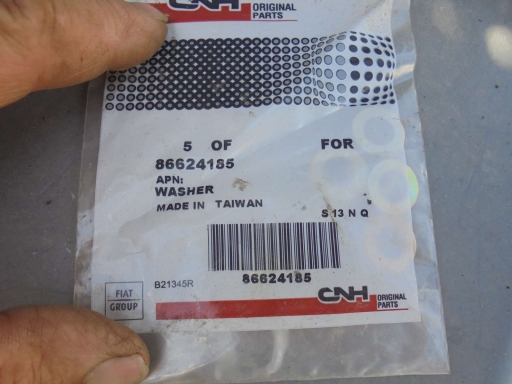 CNH ORIGINAL
PARTS
5 OF FOR
86624185
APN:
WASHER
MADE IN TAIWAN
S 13 N Q
86624185
B21345R
FIAT
GROUP
CNH ORIGINAL
PARTS